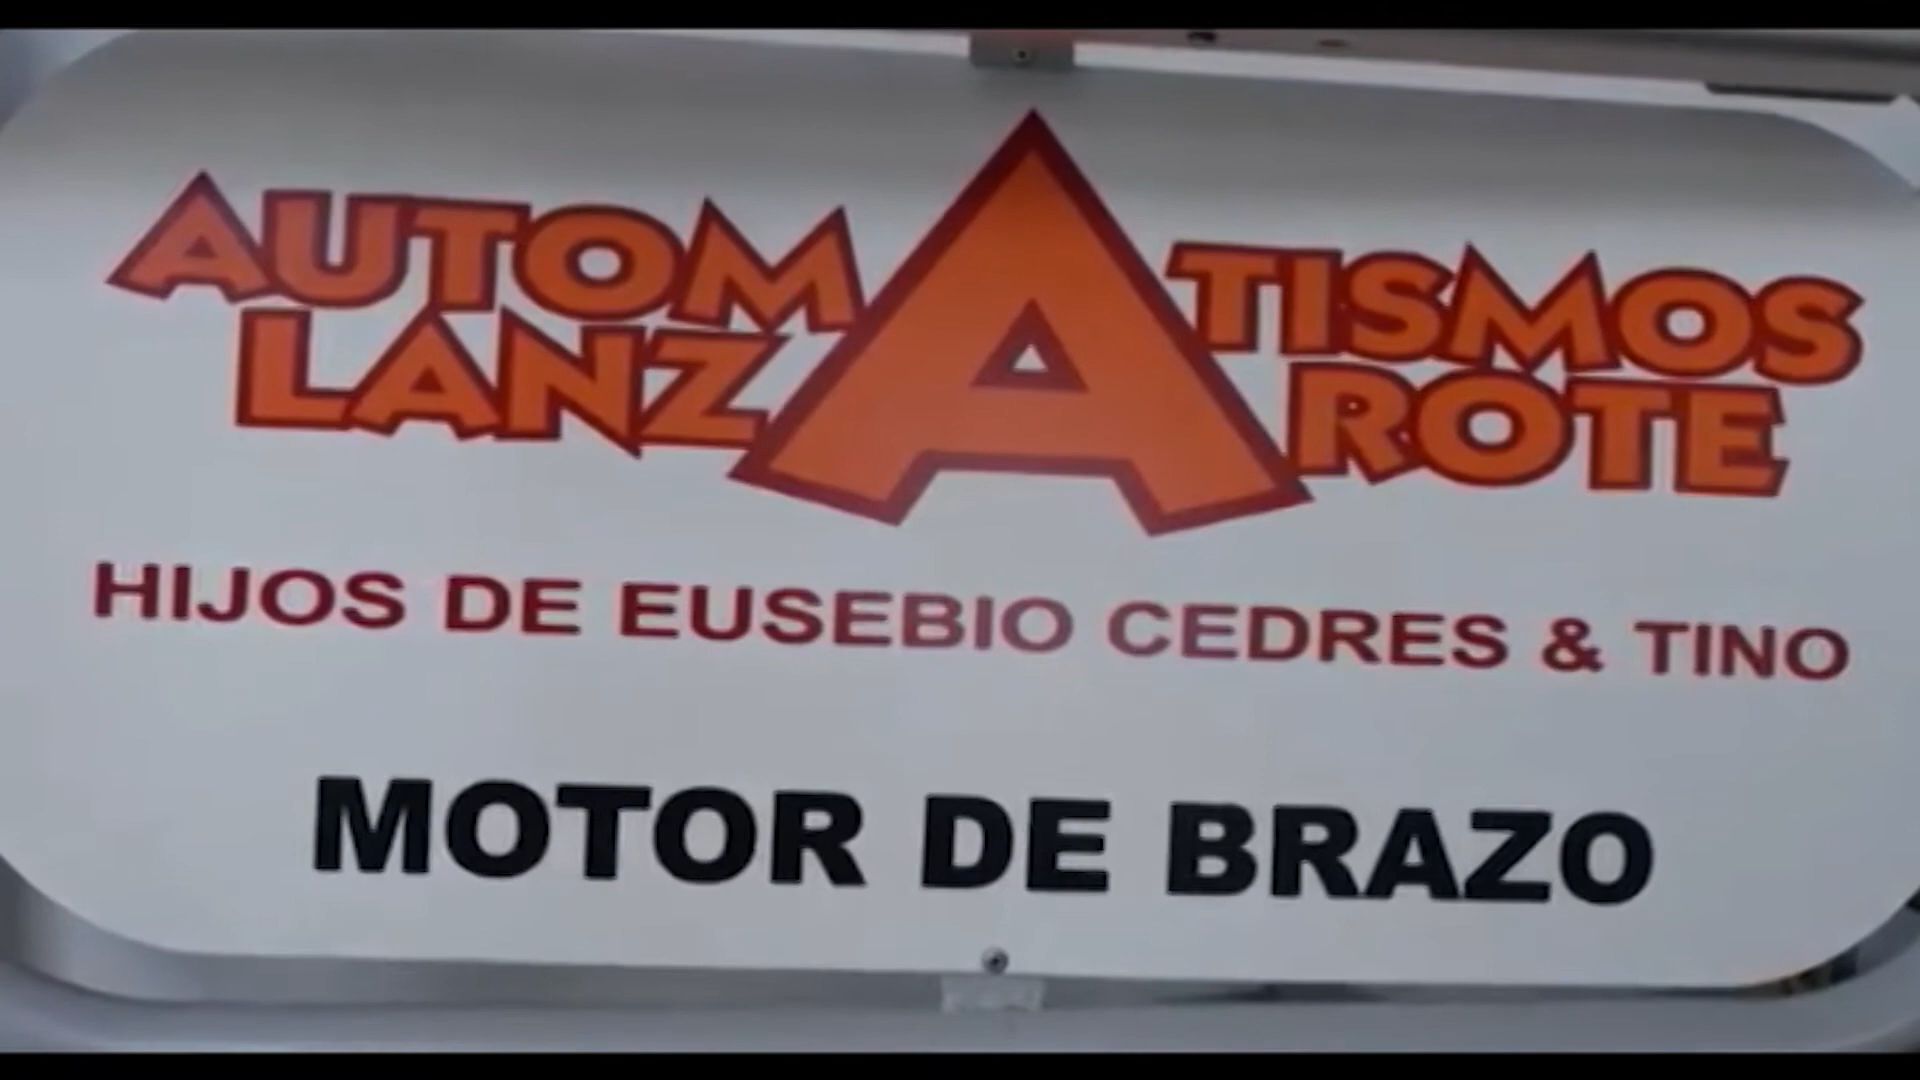 AUTOMATISMOS
LANZAROTE
HIJOS DE EUSEBIO CEDRES & TINO
MOTOR DE BRAZO